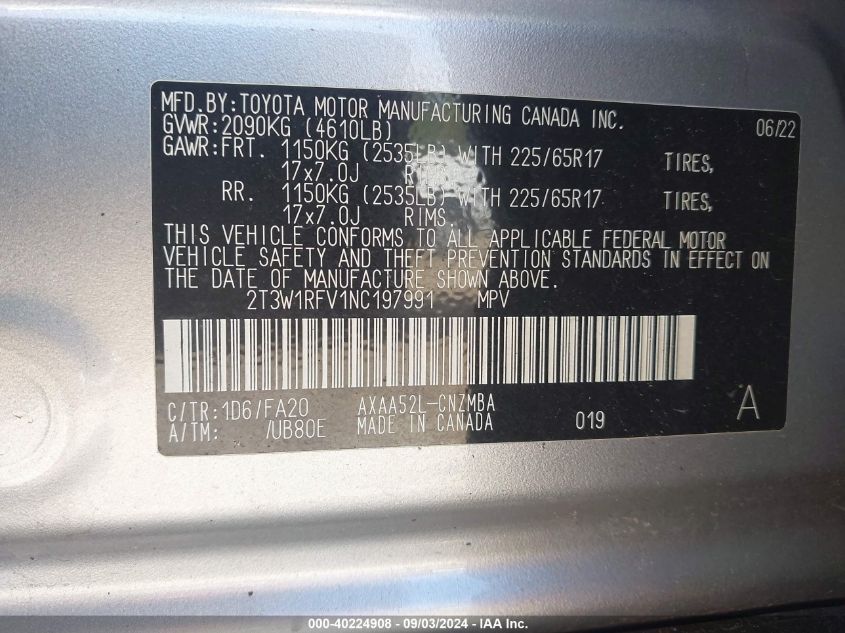 MFD.BY:TOYOTA MOTOR MANUFACTURING CANADA INC. 06/22
GVWR:2090KG (4610LB)
GAWR:FRT. 1150KG (2535LB) WITH 225/65R17 TIRES,
17x7.0J RIMS,
RR. 1150KG (2535LB) WITH 225/65R17 TIRES,
17x7.0J RIMS.
THIS VEHICLE CONFORMS TO ALL APPLICABLE FEDERAL MOTOR
VEHICLE SAFETY AND THEFT PREVENTION STANDARDS IN EFFECT ON
THE DATE OF MANUFACTURE SHOWN ABOVE.
2T3W1RFV1NC197991 MPV
C/TR:1D6/FA20 AXAA52L-CNZMBA A
A/TM: /UB80E MADE IN CANADA 019
000-40224908 - 09/03/2024 - IAA Inc.